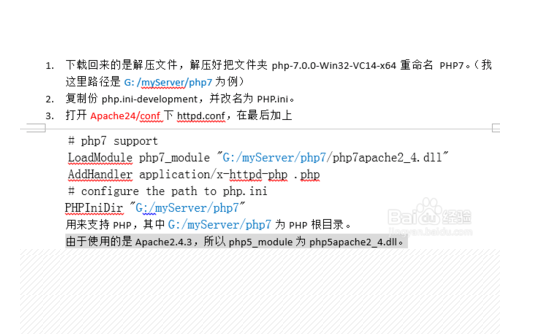 1. 下载回来的是解压文件，解压好把文件夹 php-7.0.0-Win32-VC14-x64 重命名 PHP7。（我
这里路径是 G: /myServer/php7 为例）
2. 复制份 php.ini-development，并改名为 PHP.ini。
3. 打开 Apache24/conf 下 httpd.conf，在最后加上
# php7 support
LoadModule php7_module "G:/myServer/php7/php7apache2_4.dll"
AddHandler application/x-httpd-php .php
# configure the path to php.ini
PHPIniDir "G:/myServer/php7"
用来支持 PHP，其中 G:/myServer/php7 为 PHP 根目录。
由于使用的是 Apache2.4.3，所以 php5_module 为 php5apache2_4.dll。
Baidu 经验
jingyan.baidu.com